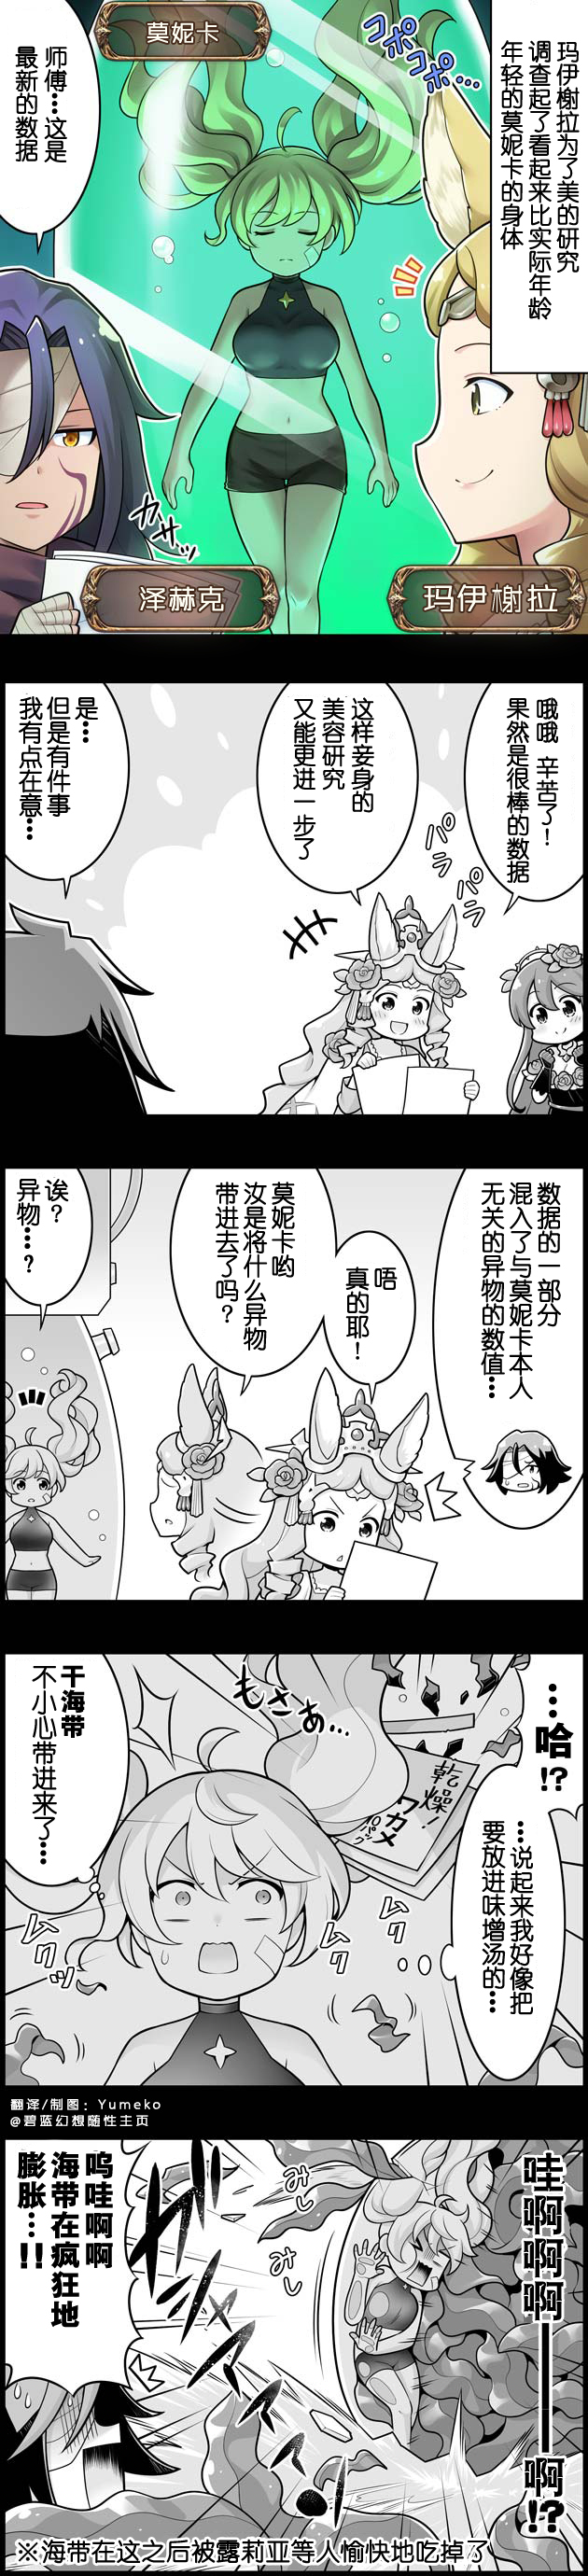 玛伊榭拉为了美的研究
调查起了看起来比实际年龄
年轻的莫妮卡的身体
コポコポ…
莫妮卡
师傅…这是
最新的数据
カサッ
泽赫克
玛伊榭拉
哦哦 辛苦了！
果然是很棒的数据
パラパラ
这样妾身的
美容研究
又能更进一步了
是…
但是有件事
我有点在意…
数据的一部分
混入了与莫妮卡本人
无关的异物的数值…
唔
真的耶！
莫妮卡哟
汝是将什么异物
带进去了吗？
诶？
异物…？
…哈!?
…说起来我好像把
要放进味增汤的…
乾燥！
ワカメ
10パック
もさぁ…
干海带
不小心带进来了…
ムクッ
ムク
ムク
翻译/制图：Yumeko
@碧蓝幻想随性主页
哇啊啊啊——啊!?
みし
みし
呜哇啊啊
海带在疯狂地
膨胀…!!
※海带在这之后被露莉亚等人愉快地吃掉了